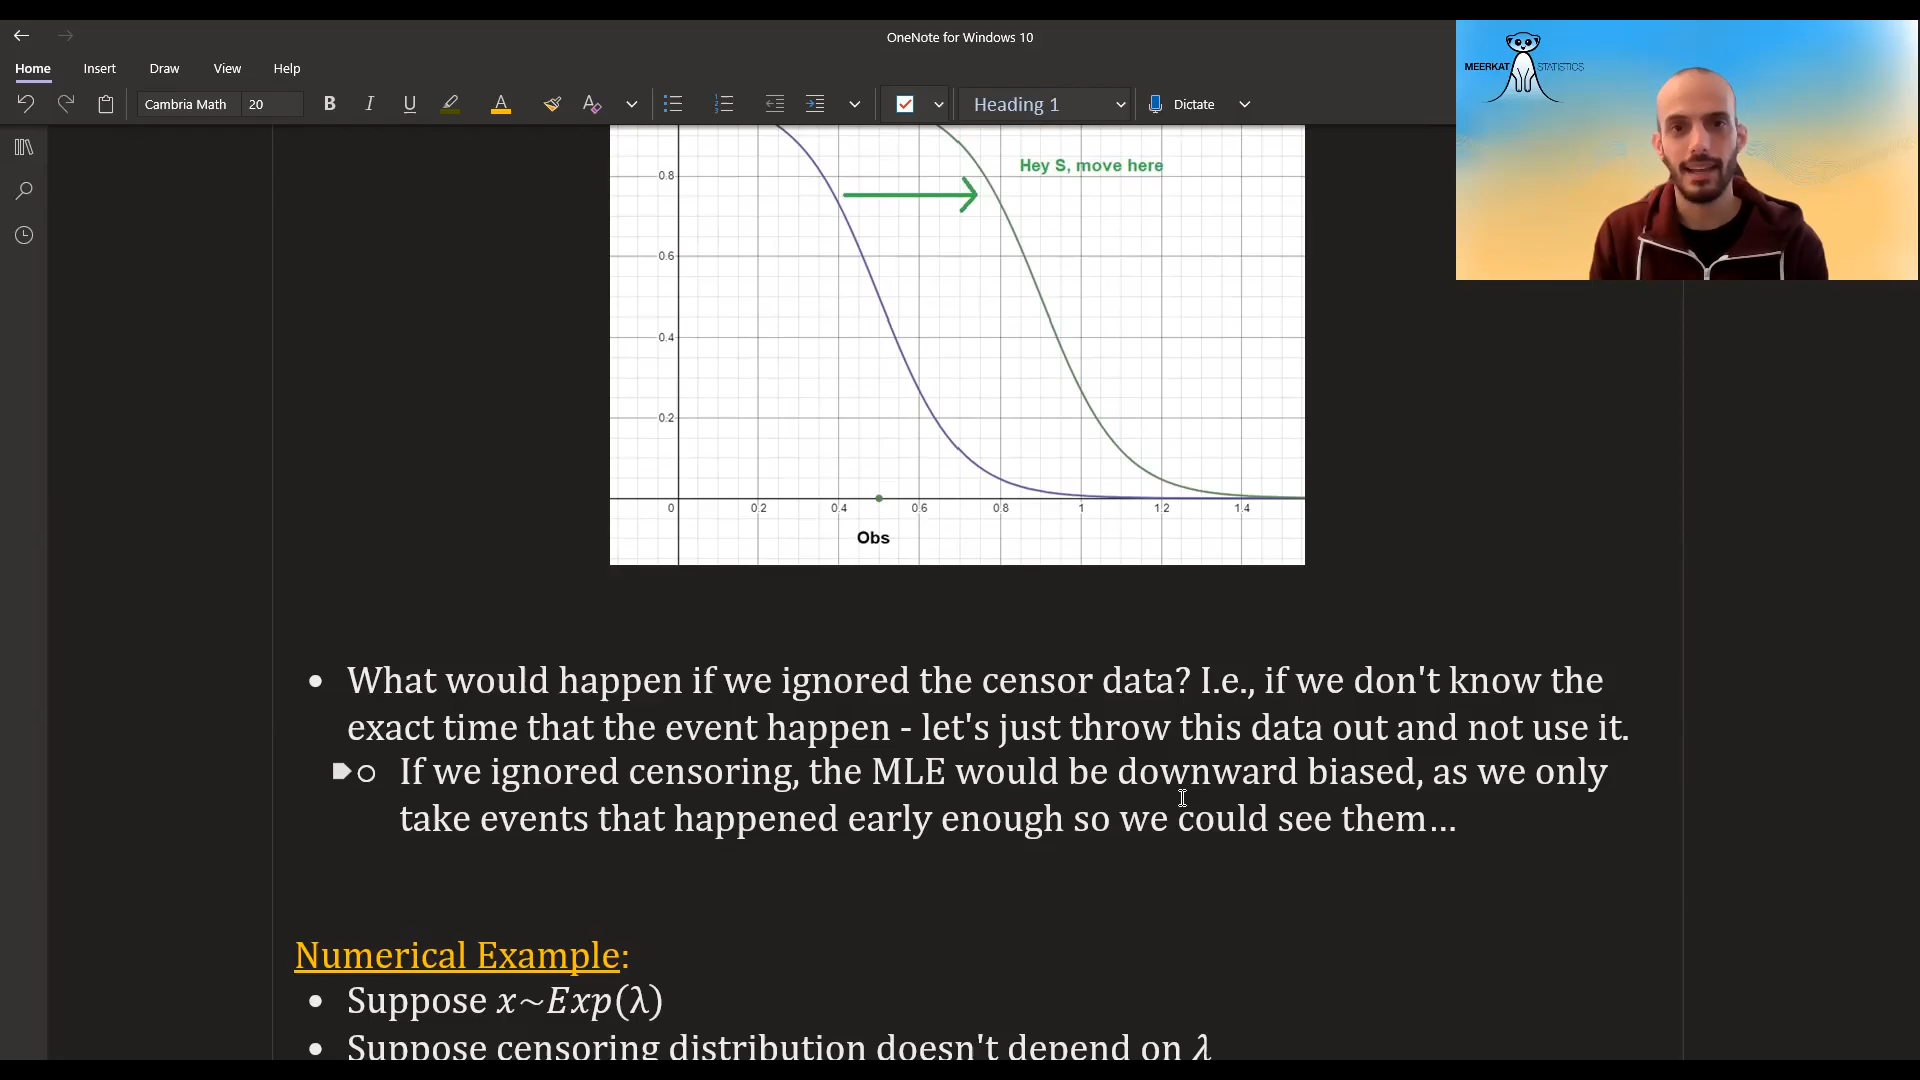 OneNote for Windows 10
Home Insert Draw View Help
Cambria Math 20 B I U A A Heading 1 Dictate
MEERKAT STATISTICS
Hey S, move here
0.8
0.6
0.4
0.2
0 0.2 0.4 0.6 0.8 1 1.2 1.4
Obs
• What would happen if we ignored the censor data? I.e., if we don't know the
exact time that the event happen - let's just throw this data out and not use it.
○ If we ignored censoring, the MLE would be downward biased, as we only
take events that happened early enough so we could see them...
Numerical Example:
• Suppose x~Exp(λ)
• Suppose censoring distribution doesn't depend on λ